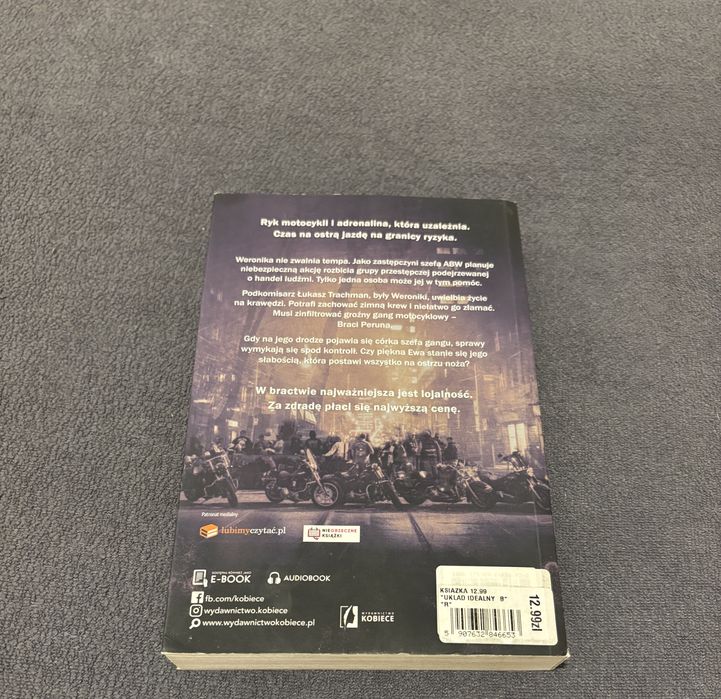 Ryk motocykli i adrenalina, która uzależnia.
Czas na ostrą jazdę na granicy ryzyka.
Weronika nie zwalnia tempa. Jako zastępczyni szefa ABW planuje
niebezpieczną akcję rozbicia grupy przestępczej podejrzewanej
o handel ludźmi. Tylko jedna osoba może jej w tym pomóc.
Podkomisarz Łukasz Trachman, były Weroniki, uwielbia życie
na krawędzi. Potrafi zachować zimną krew i niełatwo go złamać.
Musi zinfiltrować groźny gang motocyklowy –
Braci Peruna.
Gdy na jego drodze pojawia się córka szefa gangu, sprawy
wymykają się spod kontroli. Czy piękna Ewa stanie się jego
słabością, która postawi wszystko na ostrzu noża?
W bractwie najważniejsza jest lojalność.
Za zdradę płaci się najwyższą cenę.
Patronat medialny
lubimyczytać.pl
NIEGRZECZNE
KSIĄŻKI
DOSTĘPNE RÓWNIEŻ JAKO
E-BOOK
AUDIOBOOK
fb.com/kobiece
wydawnictwo.kobiece
www.wydawnictwokobiece.pl
WYDAWNICTWO
KOBIECE
KSIAZKA 12.99
"UKLAD IDEALNY B"
"R"
5 907632 846653
12.99zł